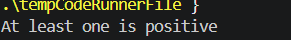 .\tempCodeRunnerFile }
At least one is positive